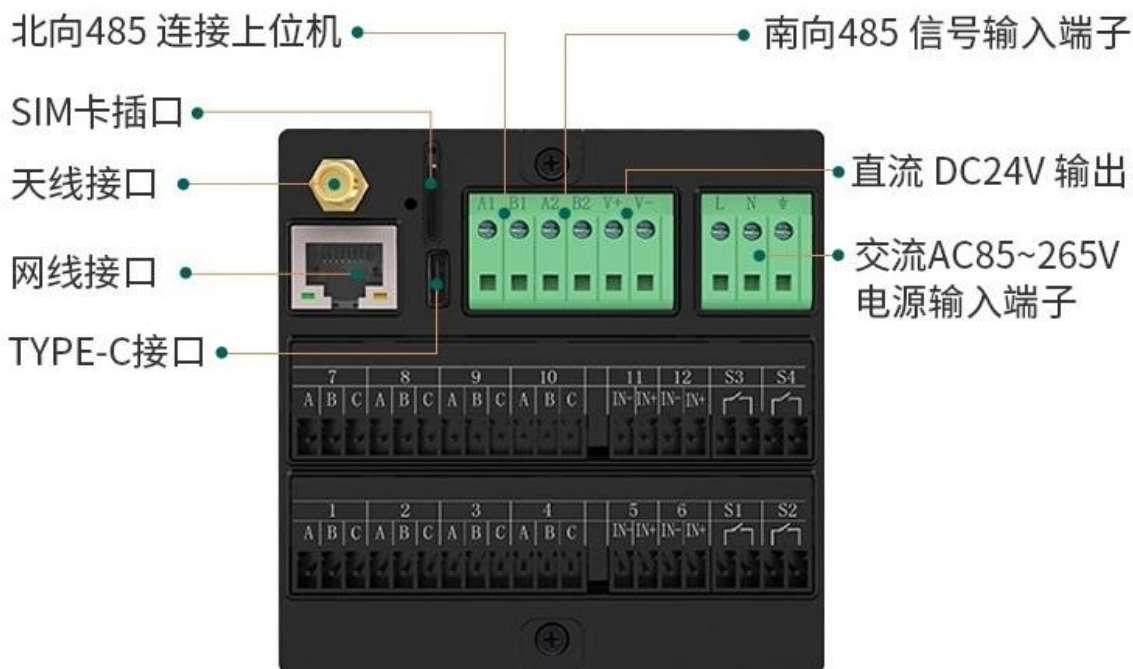 北向485 连接上位机
南向485 信号输入端子
SIM卡插口
天线接口
直流 DC24V 输出
A1 B1 A2 B2 V+ V-
L N
网线接口
交流AC85~265V
电源输入端子
TYPE-C接口
7 8 9 10 11 12 S3 S4
A B C A B C A B C A B C IN- IN+ IN- IN+
1 2 3 4 5 6 S1 S2
A B C A B C A B C A B C IN- IN+ IN- IN+